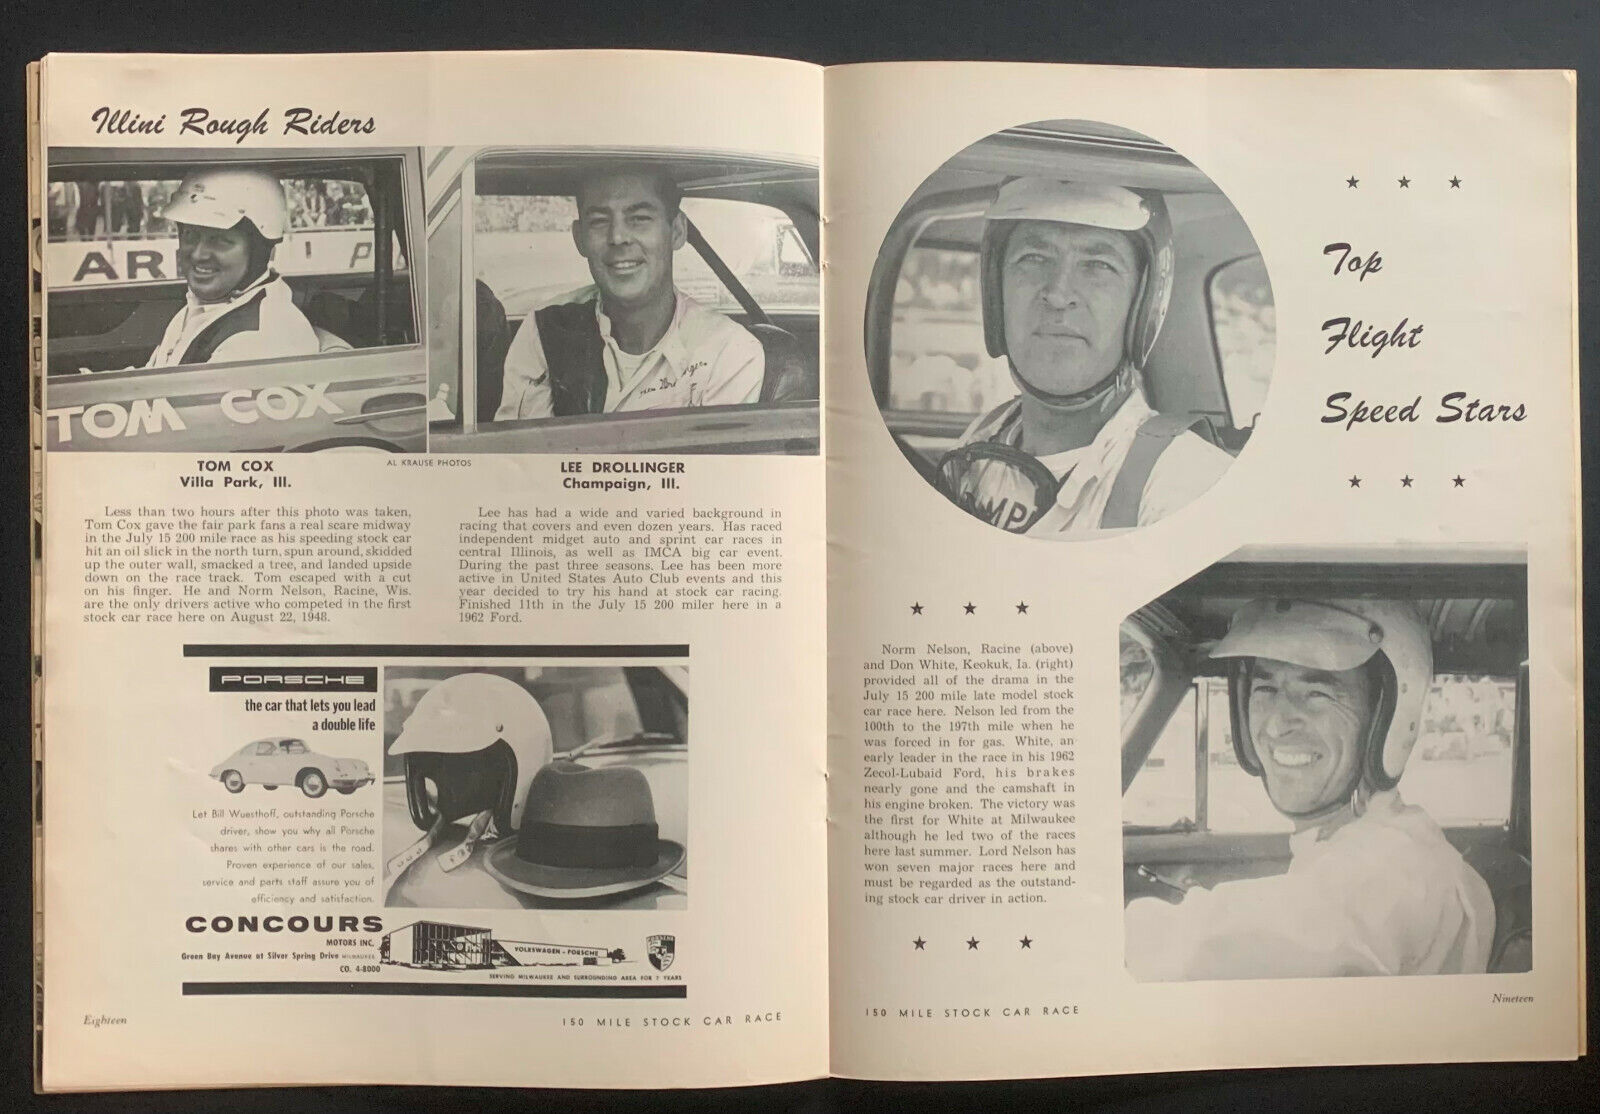 Illini Rough Riders
AR
I P
TOM COX
TOM COX
Villa Park, Ill.
AL KRAUSE PHOTOS
LEE DROLLINGER
Champaign, Ill.
Less than two hours after this photo was taken,
Tom Cox gave the fair park fans a real scare midway
in the July 15 200 mile race as his speeding stock car
hit an oil slick in the north turn, spun around, skidded
up the outer wall, smacked a tree, and landed upside
down on the race track. Tom escaped with a cut
on his finger. He and Norm Nelson, Racine, Wis.
are the only drivers active who competed in the first
stock car race here on August 22, 1948.
Lee has had a wide and varied background in
racing that covers and even dozen years. Has raced
independent midget auto and sprint car races in
central Illinois, as well as IMCA big car event.
During the past three seasons. Lee has been more
active in United States Auto Club events and this
year decided to try his hand at stock car racing.
Finished 11th in the July 15 200 miler here in a
1962 Ford.
PORSCHE
the car that lets you lead
a double life
Let Bill Wuesthoff, outstanding Porsche
driver, show you why all Porsche
shares with other cars is the road.
Proven experience of our sales,
service and parts staff assure you of
efficiency and satisfaction.
CONCOURS
MOTORS INC.
Green Bay Avenue at Silver Spring Drive MILWAUKEE
CO. 4-8000
VOLKSWAGEN - PORSCHE
PORSCHE
SERVING MILWAUKEE AND SURROUNDING AREA FOR 7 YEARS
Eighteen
150 MILE STOCK CAR RACE
★ ★ ★
Top
Flight
Speed Stars
★ ★ ★
OMPI
★ ★ ★
Norm Nelson, Racine (above)
and Don White, Keokuk, Ia. (right)
provided all of the drama in the
July 15 200 mile late model stock
car race here. Nelson led from the
100th to the 197th mile when he
was forced in for gas. White, an
early leader in the race in his 1962
Zecol-Lubaid Ford, his brakes
nearly gone and the camshaft in
his engine broken. The victory was
the first for White at Milwaukee
although he led two of the races
here last summer. Lord Nelson has
won seven major races here and
must be regarded as the outstand-
ing stock car driver in action.
★ ★ ★
150 MILE STOCK CAR RACE
Nineteen